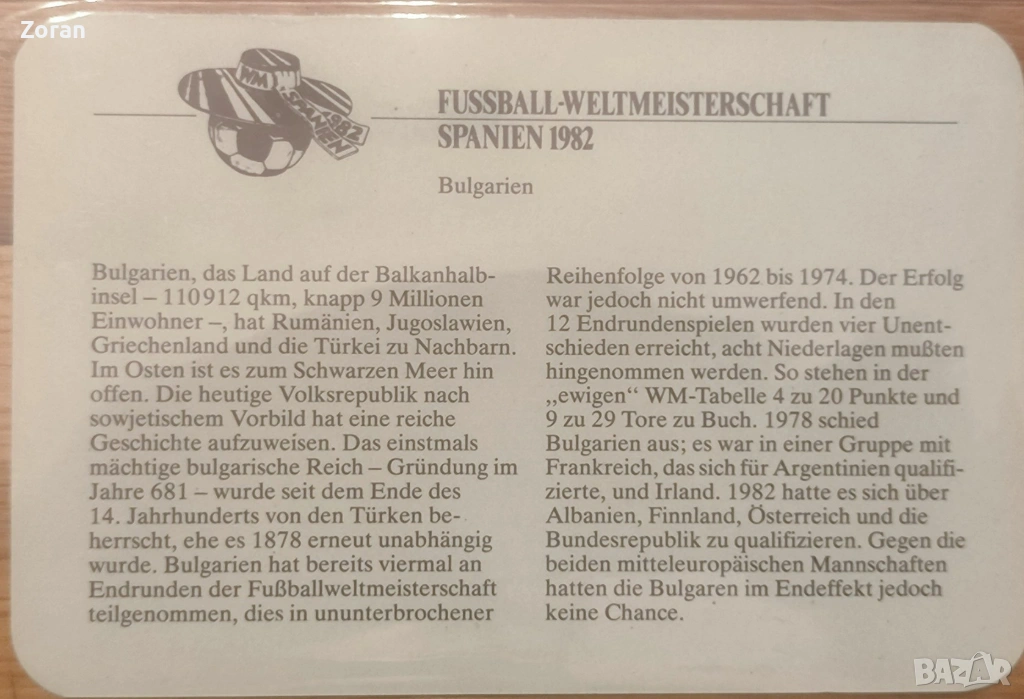 Zoran
WM
SPANIEN
1982
FUSSBALL-WELTMEISTERSCHAFT
SPANIEN 1982
Bulgarien
Bulgarien, das Land auf der Balkanhalb-
insel – 110912 qkm, knapp 9 Millionen
Einwohner –, hat Rumänien, Jugoslawien,
Griechenland und die Türkei zu Nachbarn.
Im Osten ist es zum Schwarzen Meer hin
offen. Die heutige Volksrepublik nach
sowjetischem Vorbild hat eine reiche
Geschichte aufzuweisen. Das einstmals
mächtige bulgarische Reich – Gründung im
Jahre 681 – wurde seit dem Ende des
14. Jahrhunderts von den Türken be-
herrscht, ehe es 1878 erneut unabhängig
wurde. Bulgarien hat bereits viermal an
Endrunden der Fußballweltmeisterschaft
teilgenommen, dies in ununterbrochener
Reihenfolge von 1962 bis 1974. Der Erfolg
war jedoch nicht umwerfend. In den
12 Endrundenspielen wurden vier Unent-
schieden erreicht, acht Niederlagen mußten
hingenommen werden. So stehen in der
„ewigen“ WM-Tabelle 4 zu 20 Punkte und
9 zu 29 Tore zu Buch. 1978 schied
Bulgarien aus; es war in einer Gruppe mit
Frankreich, das sich für Argentinien qualifi-
zierte, und Irland. 1982 hatte es sich über
Albanien, Finnland, Österreich und die
Bundesrepublik zu qualifizieren. Gegen die
beiden mitteleuropäischen Mannschaften
hatten die Bulgaren im Endeffekt jedoch
keine Chance.
BAZAR